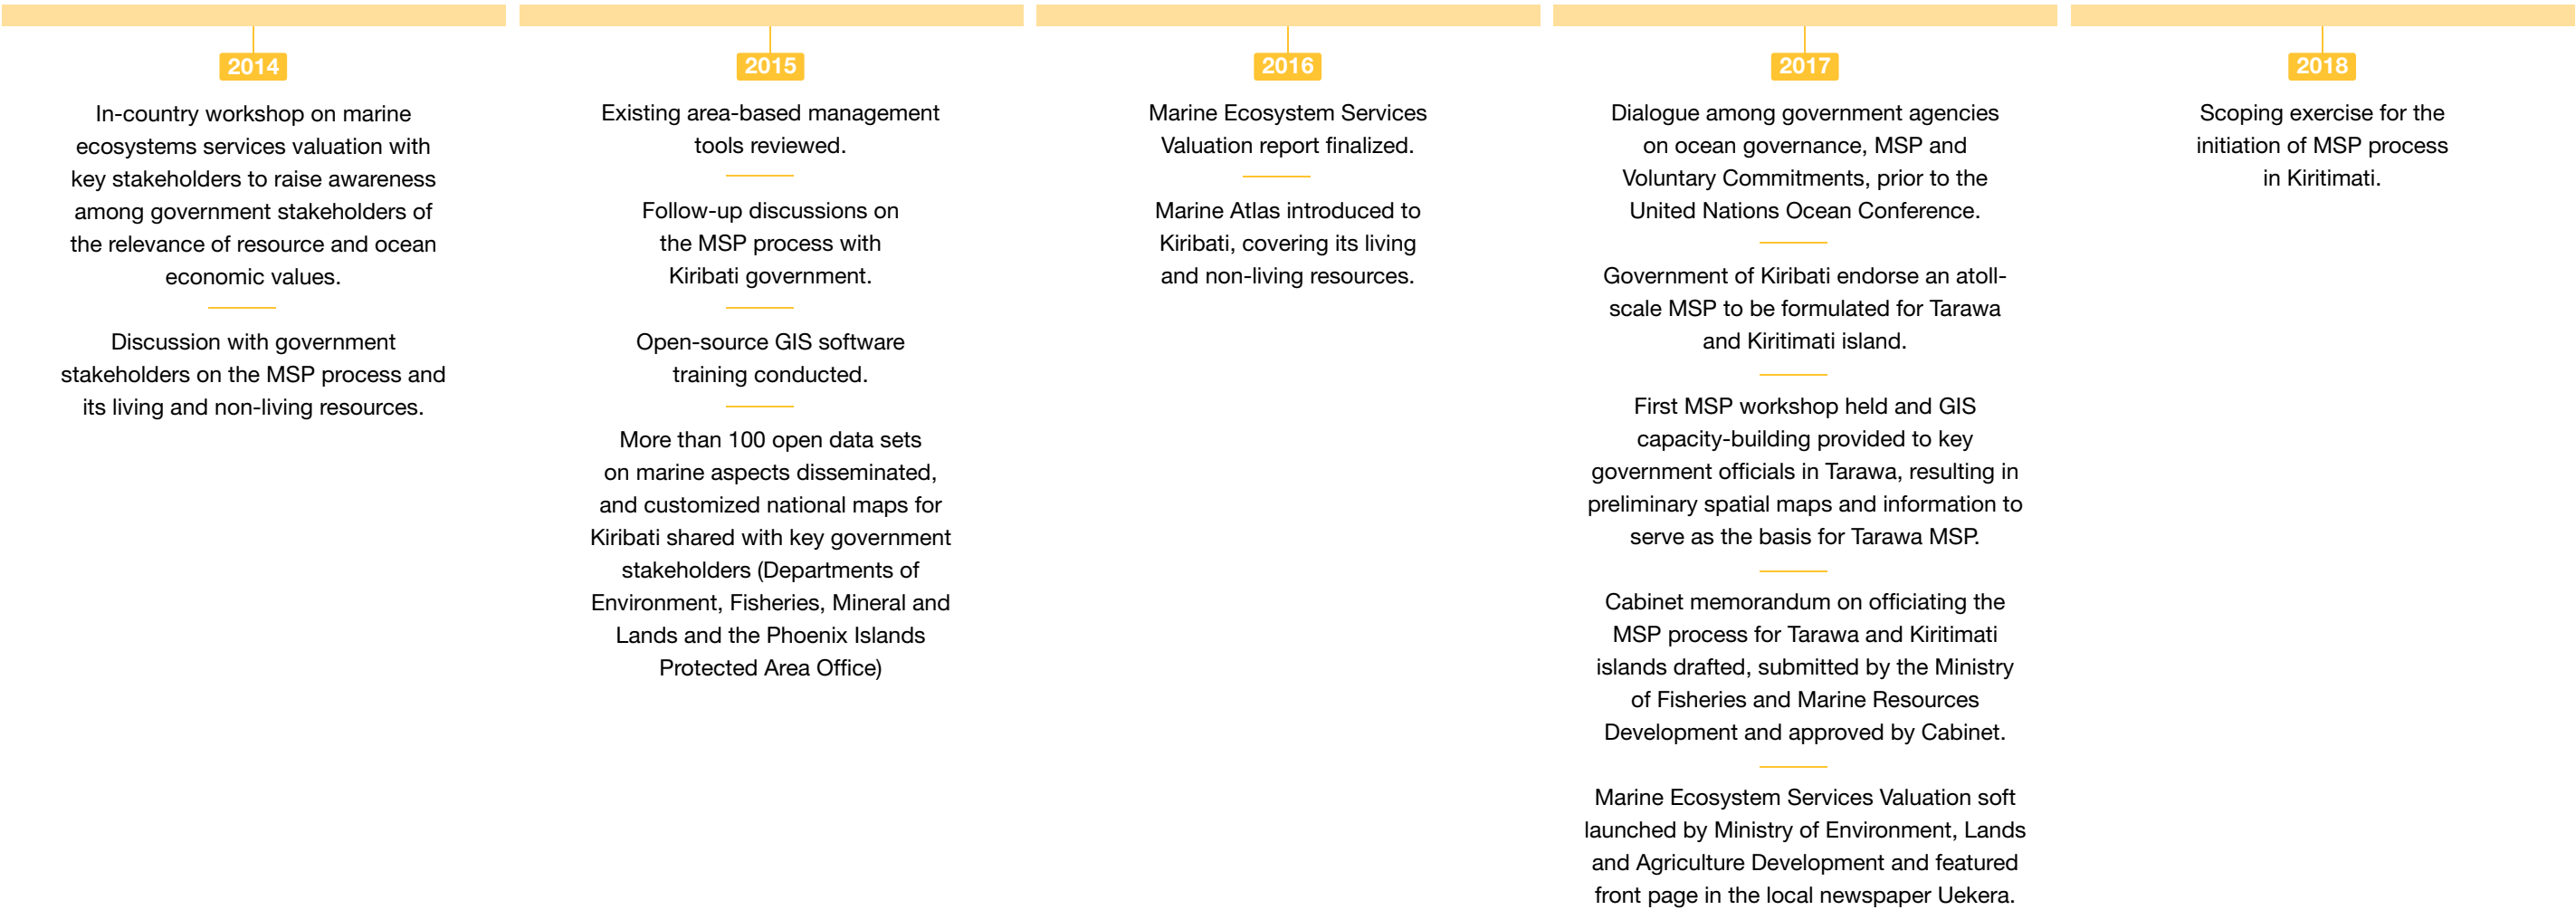 2014
In-country workshop on marine
ecosystems services valuation with
key stakeholders to raise awareness
among government stakeholders of
the relevance of resource and ocean
economic values.
Discussion with government
stakeholders on the MSP process and
its living and non-living resources.
2015
Existing area-based management
tools reviewed.
Follow-up discussions on
the MSP process with
Kiribati government.
Open-source GIS software
training conducted.
More than 100 open data sets
on marine aspects disseminated,
and customized national maps for
Kiribati shared with key government
stakeholders (Departments of
Environment, Fisheries, Mineral and
Lands and the Phoenix Islands
Protected Area Office)
2016
Marine Ecosystem Services
Valuation report finalized.
Marine Atlas introduced to
Kiribati, covering its living
and non-living resources.
2017
Dialogue among government agencies
on ocean governance, MSP and
Voluntary Commitments, prior to the
United Nations Ocean Conference.
Government of Kiribati endorse an atoll-
scale MSP to be formulated for Tarawa
and Kiritimati island.
First MSP workshop held and GIS
capacity-building provided to key
government officials in Tarawa, resulting in
preliminary spatial maps and information to
serve as the basis for Tarawa MSP.
Cabinet memorandum on officiating the
MSP process for Tarawa and Kiritimati
islands drafted, submitted by the Ministry
of Fisheries and Marine Resources
Development and approved by Cabinet.
Marine Ecosystem Services Valuation soft
launched by Ministry of Environment, Lands
and Agriculture Development and featured
front page in the local newspaper Uekera.
2018
Scoping exercise for the
initiation of MSP process
in Kiritimati.